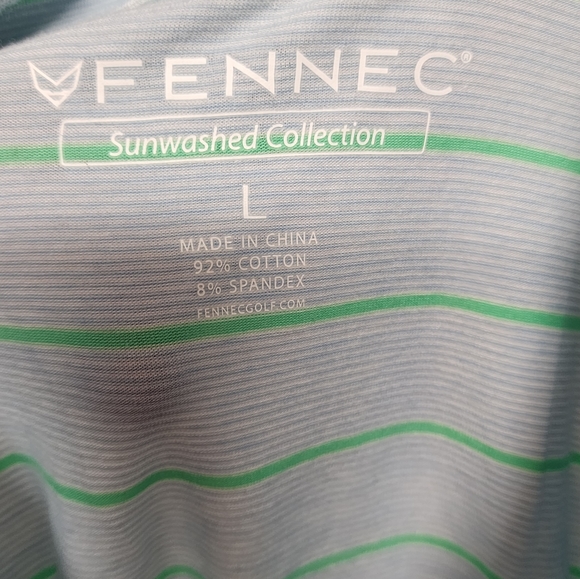 FENNEC®
Sunwashed Collection
L
MADE IN CHINA
92% COTTON
8% SPANDEX
FENNECGOLF.COM